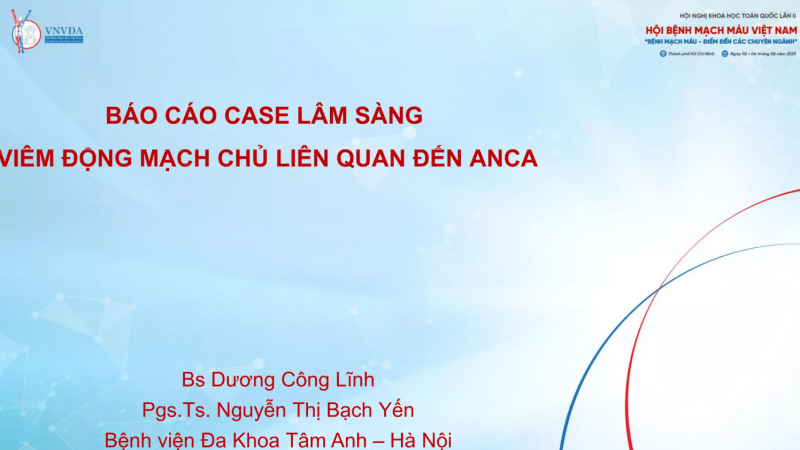 VNVDA
HỘI NGHỊ KHOA HỌC TOÀN QUỐC LẦN II
HỘI BỆNH MẠCH MÁU VIỆT NAM
"BỆNH MẠCH MÁU - ĐIỂM ĐẾN CÁC CHUYÊN NGÀNH"
Thành phố Hồ Chí Minh Ngày 02 - 04 tháng 06 năm 2023
BÁO CÁO CASE LÂM SÀNG
VIÊM ĐỘNG MẠCH CHỦ LIÊN QUAN ĐẾN ANCA
Bs Dương Công Lĩnh
Pgs.Ts. Nguyễn Thị Bạch Yến
Bệnh viện Đa Khoa Tâm Anh – Hà Nội